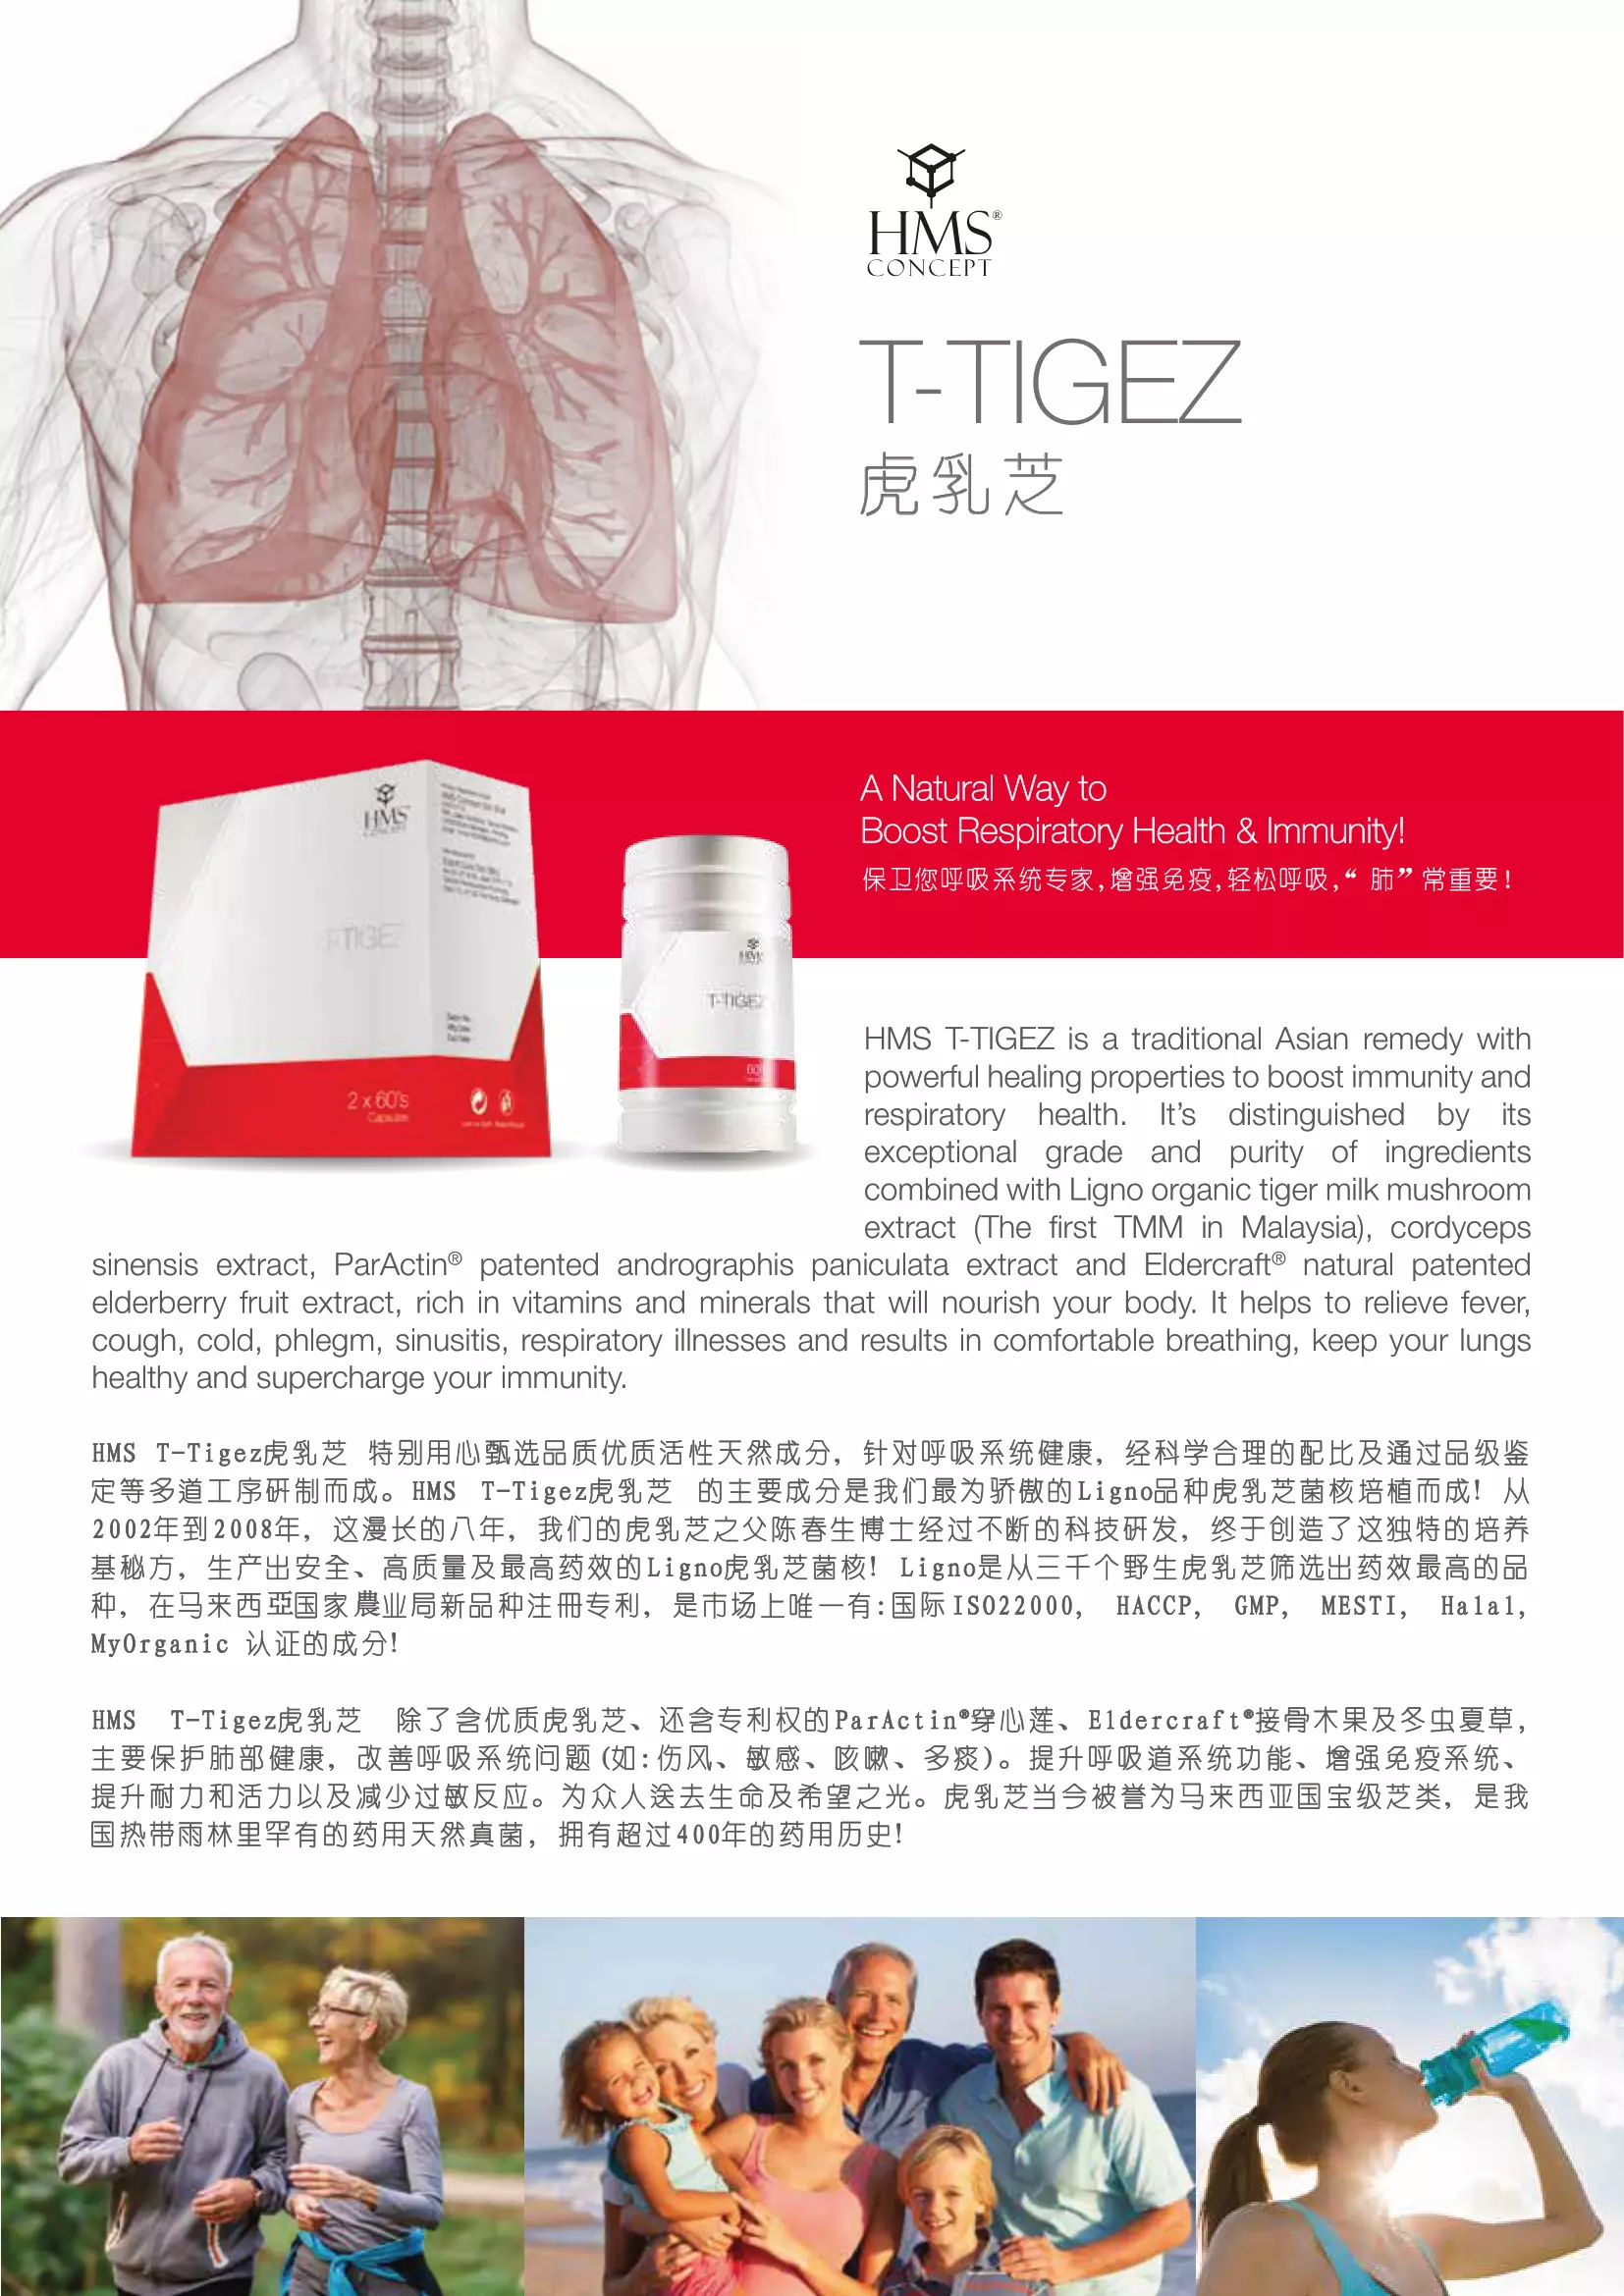 HMS®
CONCEPT
T-TIGEZ
虎乳芝
A Natural Way to
Boost Respiratory Health & Immunity!
保卫您呼吸系统专家,增强免疫,轻松呼吸,“肺”常重要!
HMS
CONCEPT
T-TIGEZ
2 x 60's
Capsules
HMS
T-TIGEZ
HMS T-TIGEZ is a traditional Asian remedy with
powerful healing properties to boost immunity and
respiratory health. It’s distinguished by its
exceptional grade and purity of ingredients
combined with Ligno organic tiger milk mushroom
extract (The first TMM in Malaysia), cordyceps
sinensis extract, ParActin® patented andrographis paniculata extract and Eldercraft® natural patented
elderberry fruit extract, rich in vitamins and minerals that will nourish your body. It helps to relieve fever,
cough, cold, phlegm, sinusitis, respiratory illnesses and results in comfortable breathing, keep your lungs
healthy and supercharge your immunity.
HMS T-Tigez虎乳芝 特别用心甄选品质优质活性天然成分，针对呼吸系统健康，经科学合理的配比及通过品级鉴
定等多道工序研制而成。HMS T-Tigez虎乳芝 的主要成分是我们最为骄傲的Ligno品种虎乳芝菌核培植而成! 从
2002年到2008年，这漫长的八年，我们的虎乳芝之父陈春生博士经过不断的科技研发，终于创造了这独特的培养
基秘方，生产出安全、高质量及最高药效的Ligno虎乳芝菌核! Ligno是从三千个野生虎乳芝筛选出药效最高的品
种，在马来西亞国家農业局新品种注册专利，是市场上唯一有:国际ISO22000, HACCP, GMP, MESTI, Halal,
MyOrganic 认证的成分!
HMS T-Tigez虎乳芝 除了含优质虎乳芝、还含专利权的ParActin®穿心莲、Eldercraft®接骨木果及冬虫夏草，
主要保护肺部健康，改善呼吸系统问题(如:伤风、敏感、咳嗽、多痰)。提升呼吸道系统功能、增强免疫系统、
提升耐力和活力以及减少过敏反应。为众人送去生命及希望之光。虎乳芝当今被誉为马来西亚国宝级芝类，是我
国热带雨林里罕有的药用天然真菌，拥有超过400年的药用历史!